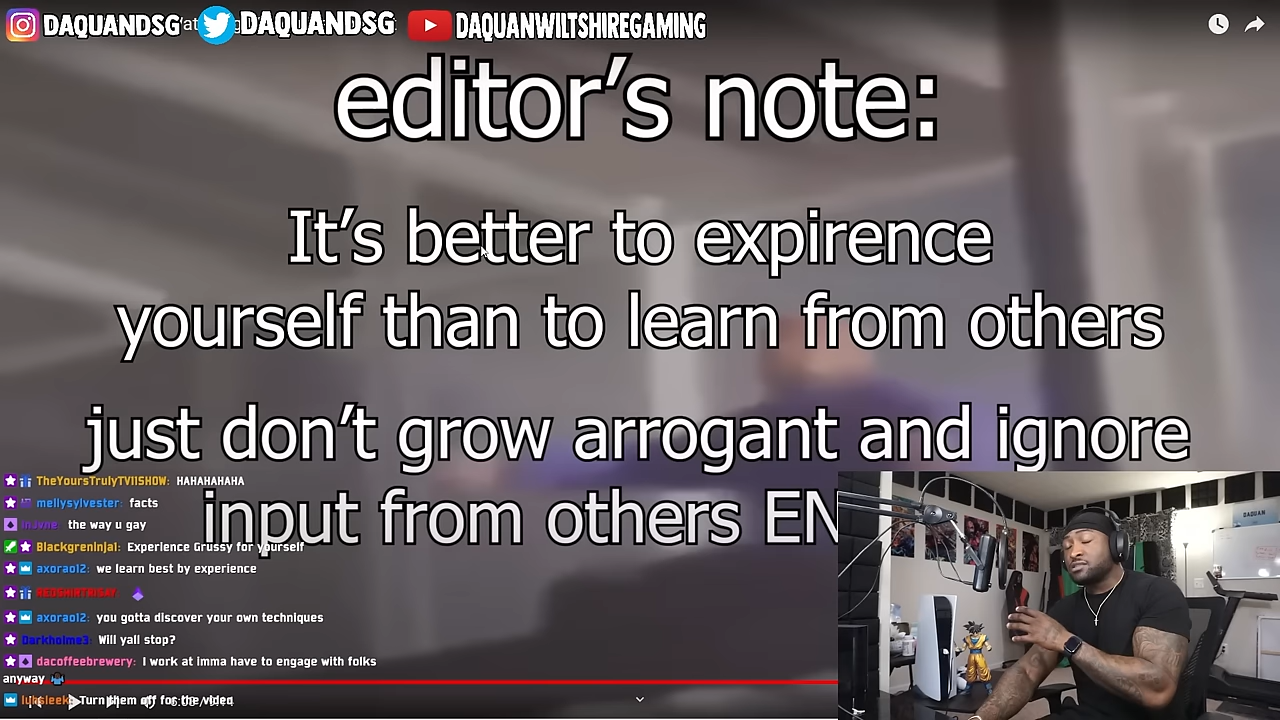 DAQUANDSG DAQUANDSG DAQUANWILTSHIREGAMING
editor's note:
It's better to expirence
yourself than to learn from others
just don't grow arrogant and ignore
input from others EN
TheYoursTrulyTV11SHOW: HAHAHAHAHA
mellysylvester: facts
the way u gay
Blackgreninja1: Experience Grussy for yourself
axorao12: we learn best by experience
axorao12: you gotta discover your own techniques
Darkholme3: Will yall stop?
dacoffeebrewery: I work at imma have to engage with folks
anyway
Turn them off for the video
DAQUAN